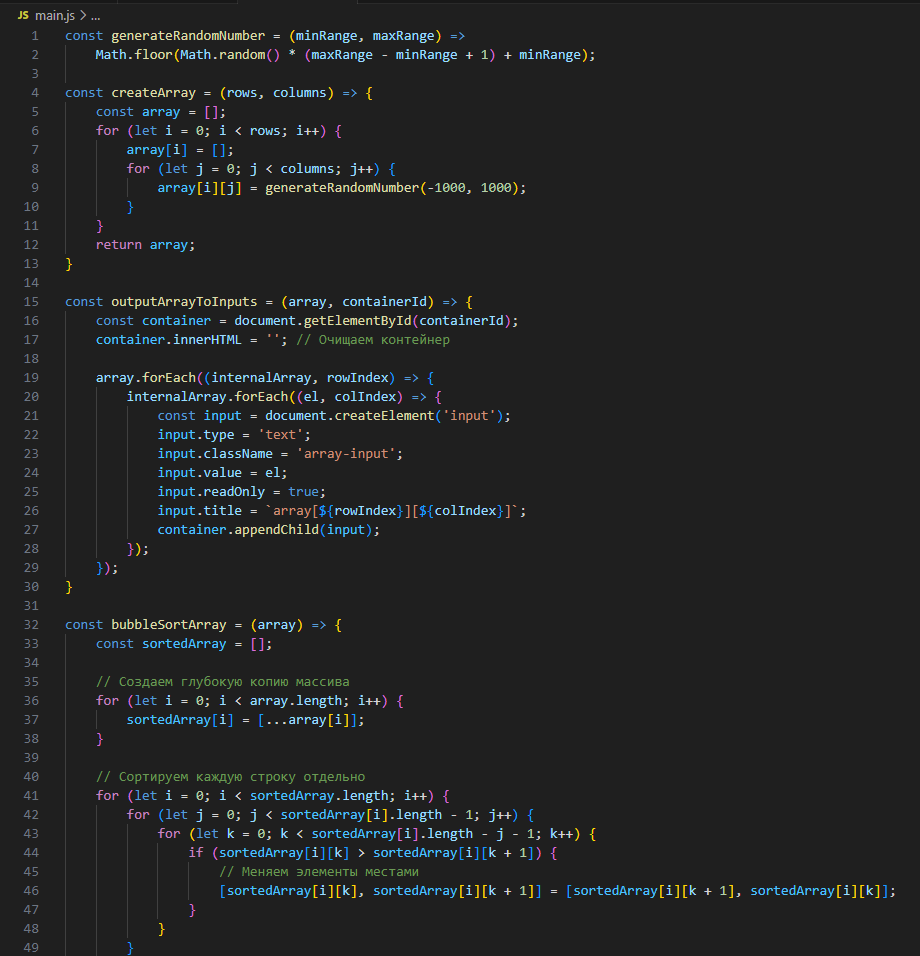 JS main.js > ...
1 const generateRandomNumber = (minRange, maxRange) =>
2     Math.floor(Math.random() * (maxRange - minRange + 1) + minRange);
3
4 const createArray = (rows, columns) => {
5     const array = [];
6     for (let i = 0; i < rows; i++) {
7         array[i] = [];
8         for (let j = 0; j < columns; j++) {
9             array[i][j] = generateRandomNumber(-1000, 1000);
10         }
11     }
12     return array;
13 }
14
15 const outputArrayToInputs = (array, containerId) => {
16     const container = document.getElementById(containerId);
17     container.innerHTML = ''; // Очищаем контейнер
18
19     array.forEach((internalArray, rowIndex) => {
20         internalArray.forEach((el, colIndex) => {
21             const input = document.createElement('input');
22             input.type = 'text';
23             input.className = 'array-input';
24             input.value = el;
25             input.readOnly = true;
26             input.title = `array[${rowIndex}][${colIndex}]`;
27             container.appendChild(input);
28         });
29     });
30 }
31
32 const bubbleSortArray = (array) => {
33     const sortedArray = [];
34
35     // Создаем глубокую копию массива
36     for (let i = 0; i < array.length; i++) {
37         sortedArray[i] = [...array[i]];
38     }
39
40     // Сортируем каждую строку отдельно
41     for (let i = 0; i < sortedArray.length; i++) {
42         for (let j = 0; j < sortedArray[i].length - 1; j++) {
43             for (let k = 0; k < sortedArray[i].length - j - 1; k++) {
44                 if (sortedArray[i][k] > sortedArray[i][k + 1]) {
45                     // Меняем элементы местами
46                     [sortedArray[i][k], sortedArray[i][k + 1]] = [sortedArray[i][k + 1], sortedArray[i][k]];
47                 }
48             }
49         }